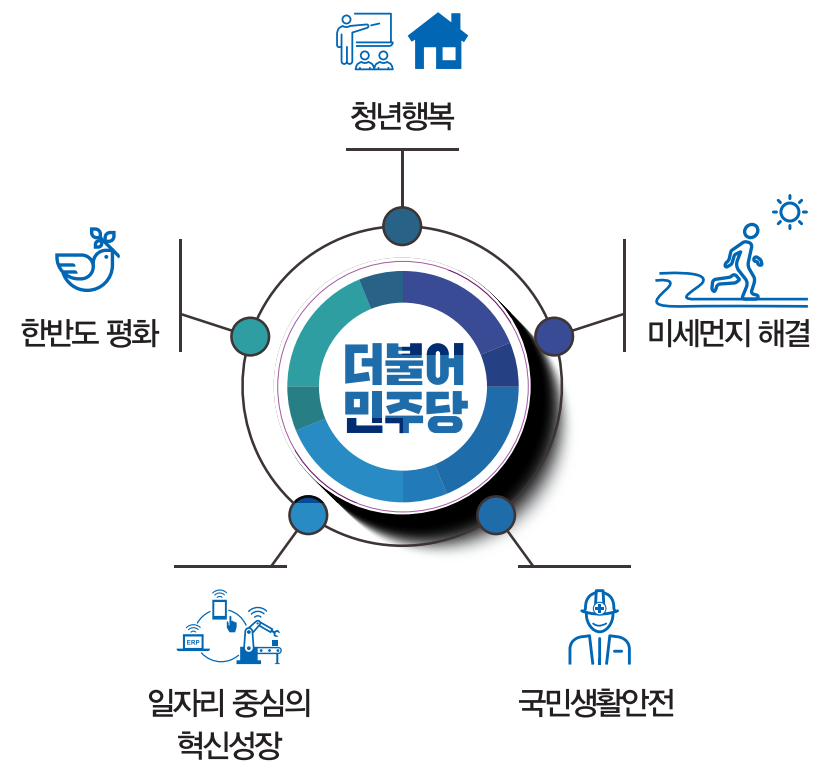 청년행복
한반도 평화
미세먼지 해결
더불어
민주당
ERP
일자리 중심의
혁신성장
국민생활안전